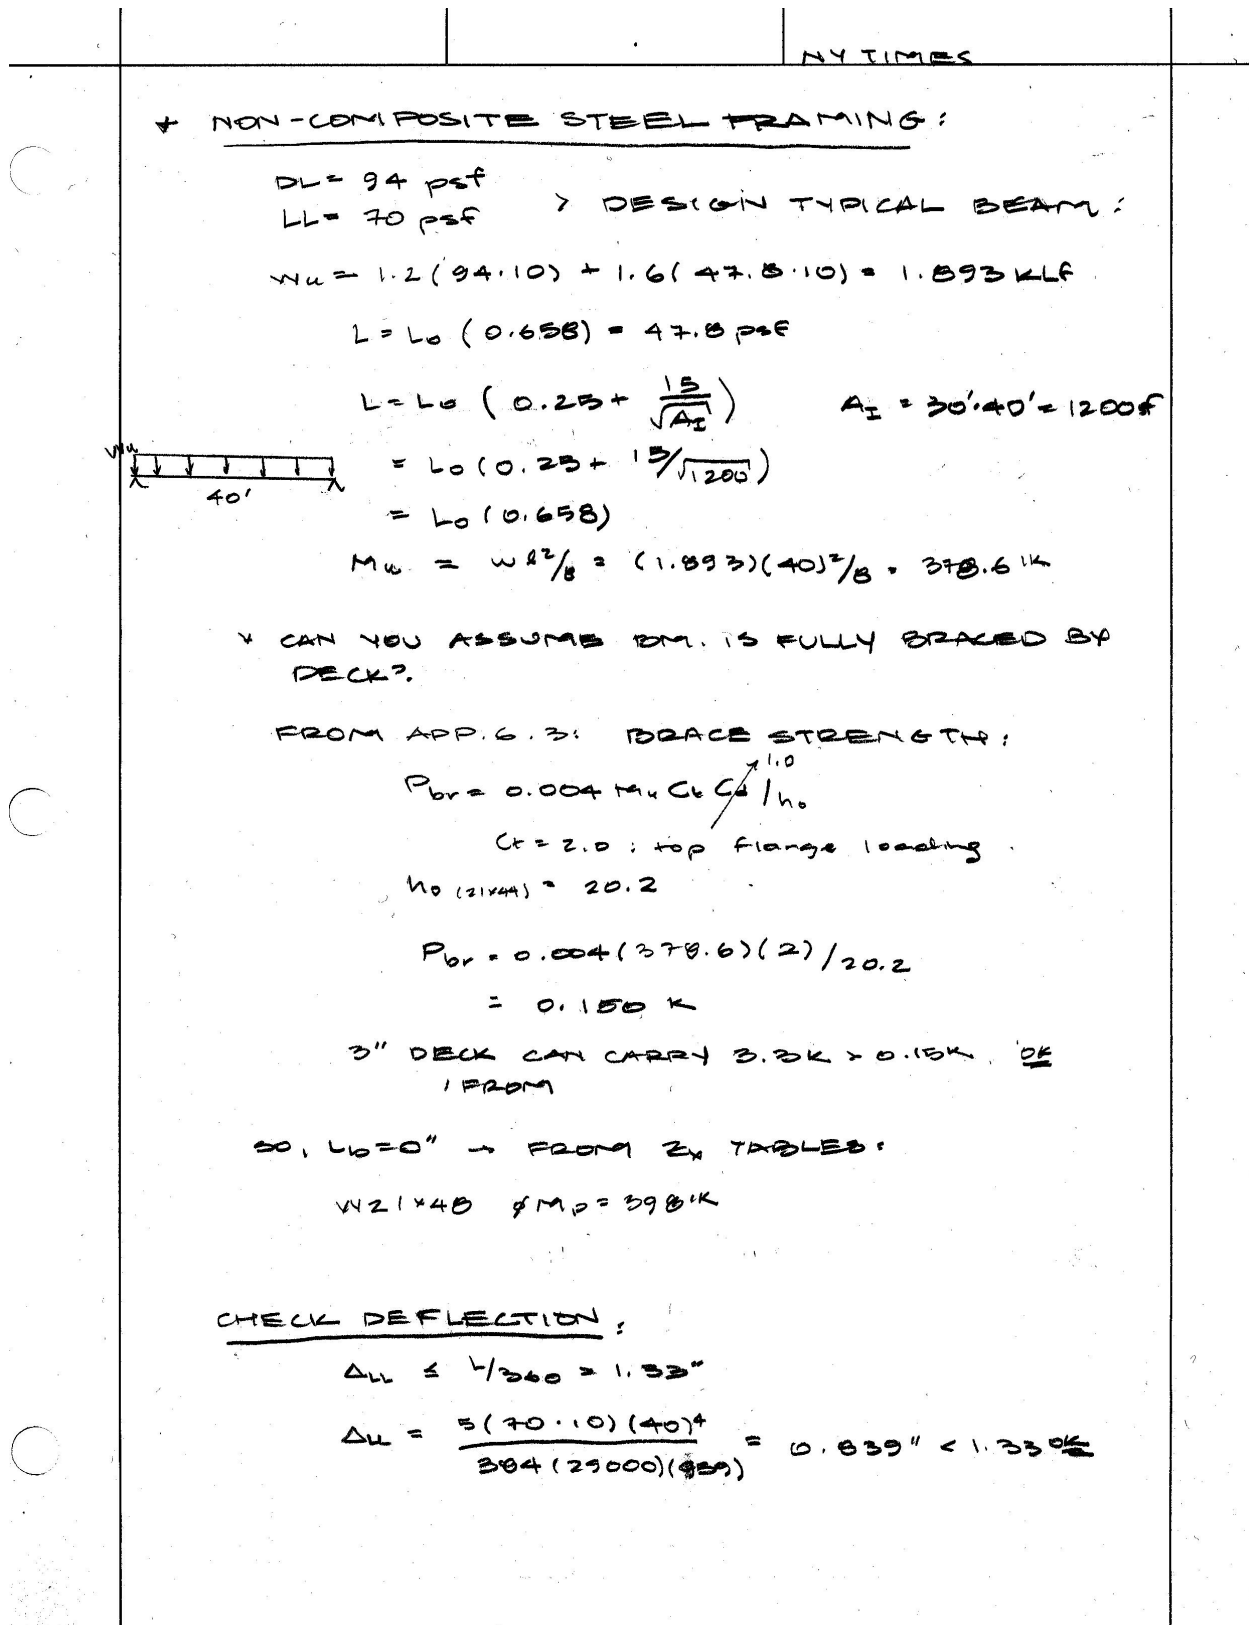 NY TIMES
* NON-COMPOSITE STEEL FRAMING:
DL = 94 psf
LL = 70 psf > DESIGN TYPICAL BEAM:
Wu = 1.2(94·10) + 1.6(47.8·10) = 1.893 KLF
L = Lo (0.658) = 47.8 psf
L = Lo (0.25 + 15/√AI) AI = 30'·40' = 1200 sf
Wu
= Lo (0.25 + 15/√1200)
40'
= Lo (0.658)
Mu = wl²/8 = (1.893)(40)²/8 = 378.6 'K
* CAN YOU ASSUME BM. IS FULLY BRACED BY
DECK?
FROM APP. 6.3: BRACE STRENGTH:
1.0
Pbr = 0.004 Mu Ct Cd/ho
Ct = 2.0 : top flange loading.
ho (21x44) = 20.2
Pbr = 0.004(378.6)(2)/20.2
= 0.150 K
3" DECK CAN CARRY 3.3K > 0.15K OK
FROM
SO, Lb = 0" → FROM Zx TABLES:
W21x48 φMp = 398 'K
CHECK DEFLECTION:
ΔLL ≤ L/360 = 1.33"
ΔLL = 5(70·10)(40)⁴/384(29000)(959) = 0.839" < 1.33 OK